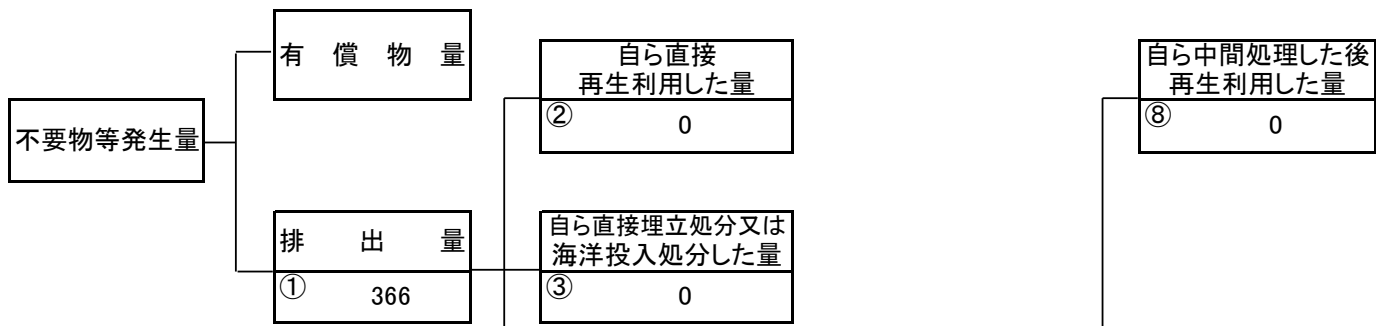 有償物量
自ら直接
再生利用した量
② 0
自ら中間処理した後
再生利用した量
⑧ 0
不要物等発生量
排出量
① 366
自ら直接埋立処分又は
海洋投入処分した量
③ 0